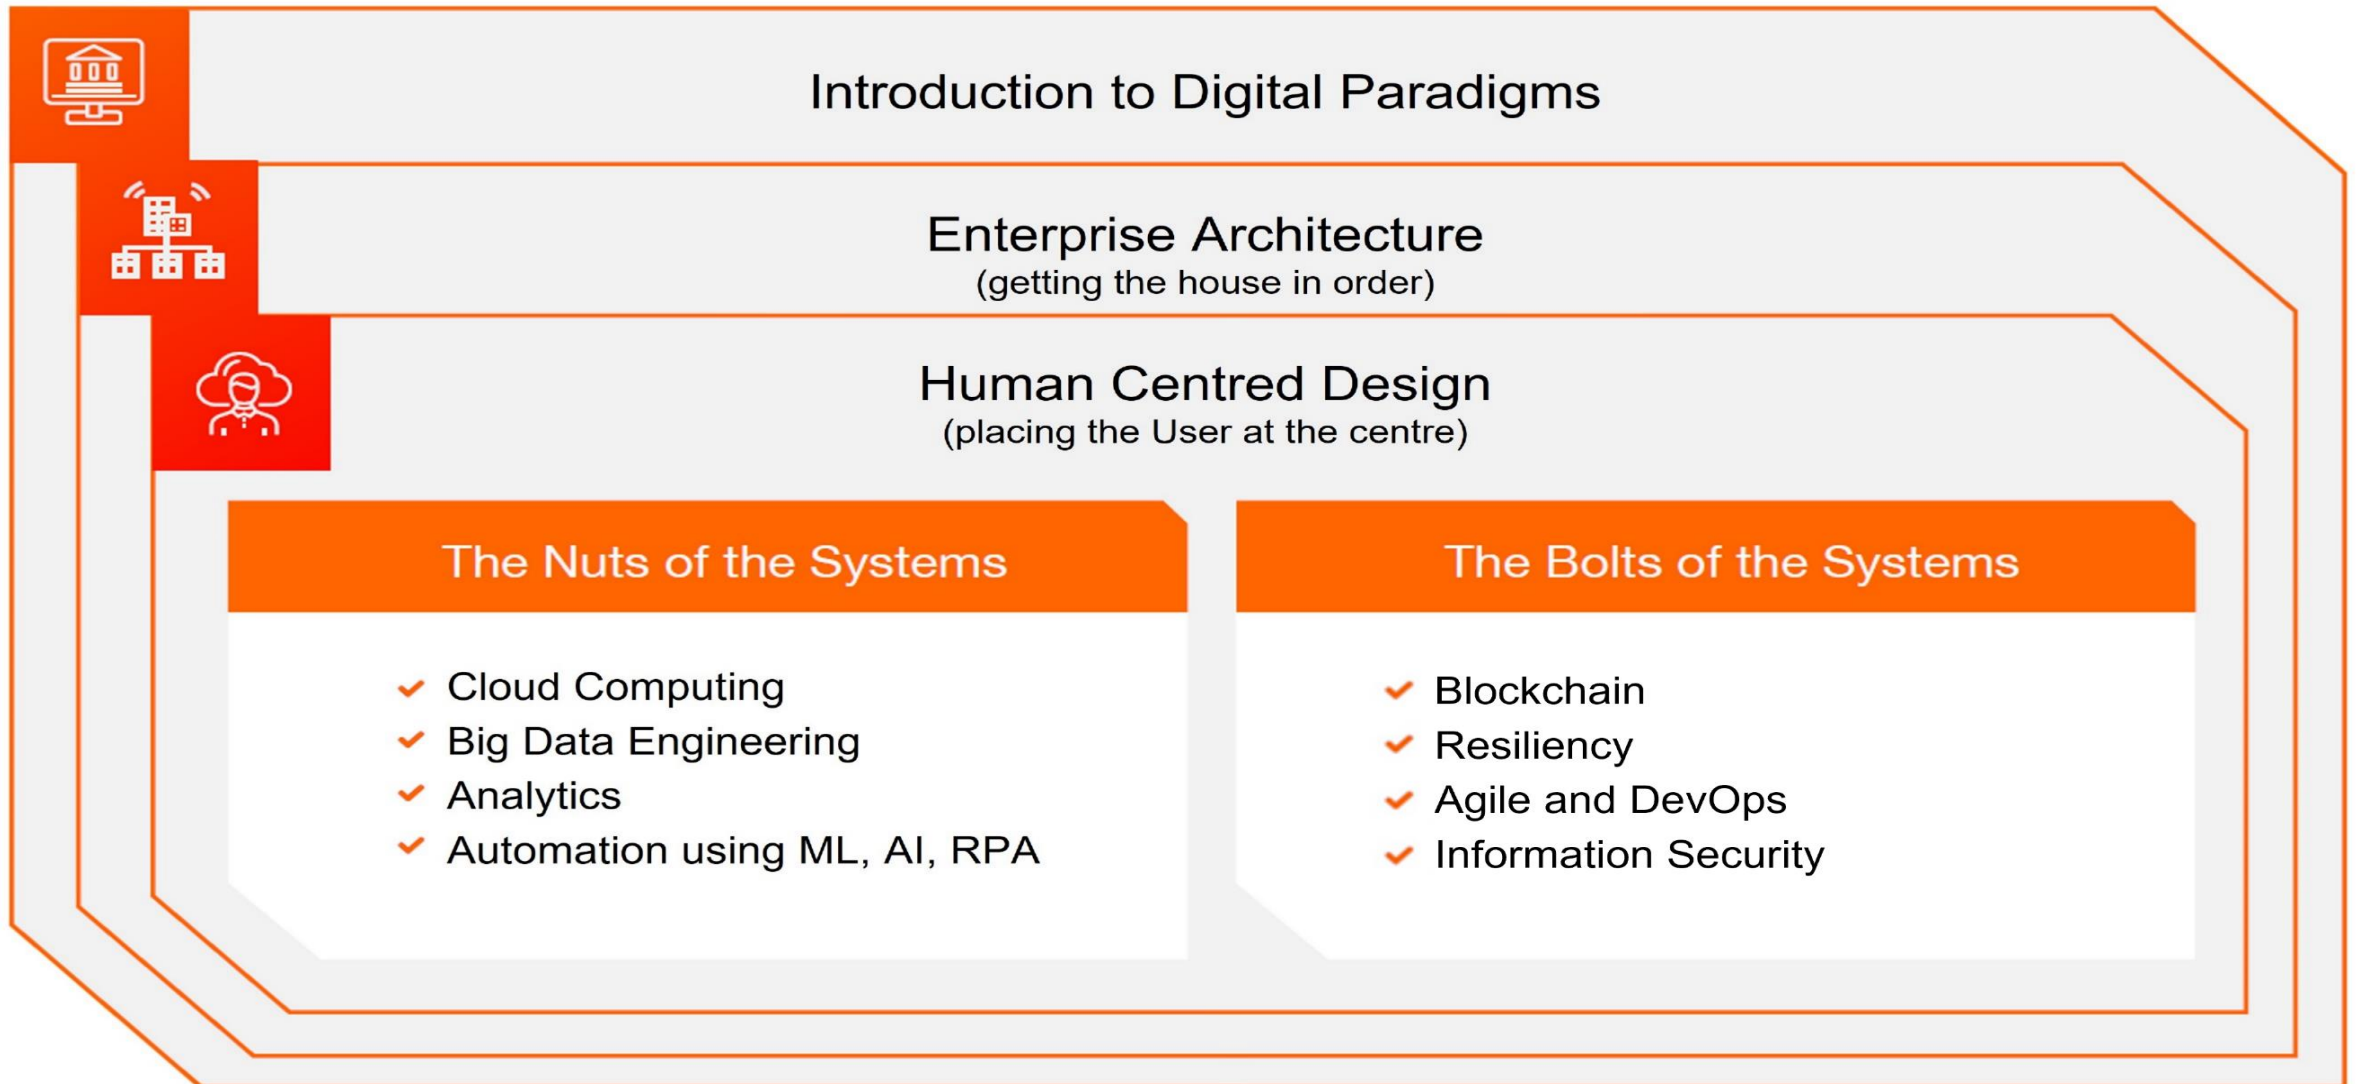 Introduction to Digital Paradigms
Enterprise Architecture
(getting the house in order)
Human Centred Design
(placing the User at the centre)
The Nuts of the Systems
Cloud Computing
Big Data Engineering
Analytics
Automation using ML, AI, RPA
The Bolts of the Systems
Blockchain
Resiliency
Agile and DevOps
Information Security